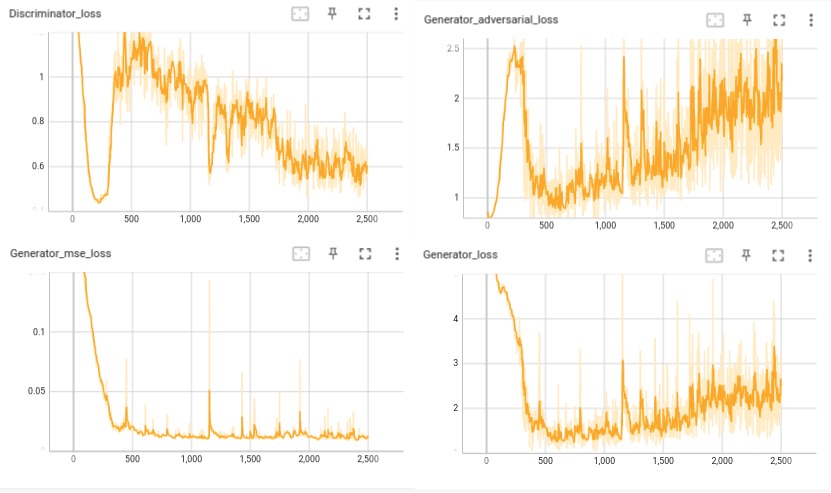 Discriminator_loss
1
0.8
0.6
0 500 1,000 1,500 2,000 2,500
Generator_adversarial_loss
2.5
2
1.5
1
0 500 1,000 1,500 2,000 2,500
Generator_mse_loss
0.1
0.05
0 500 1,000 1,500 2,000 2,500
Generator_loss
4
3
2
0 500 1,000 1,500 2,000 2,500